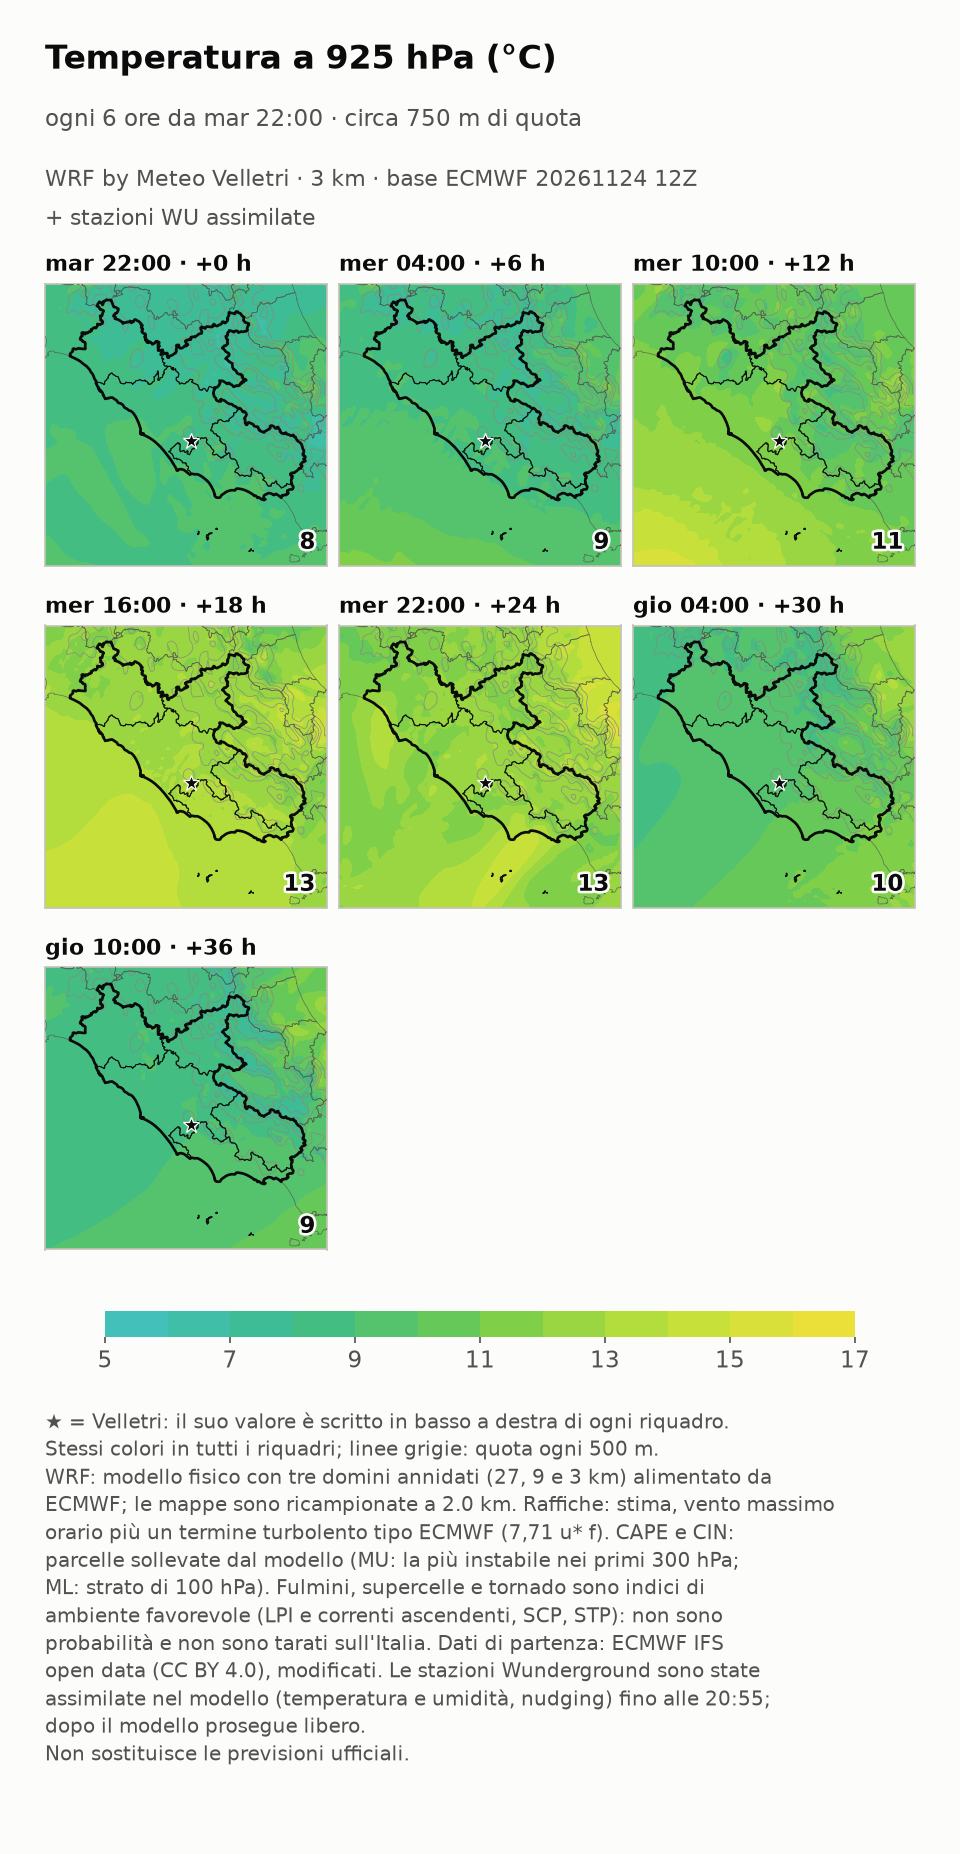 Temperatura a 925 hPa (°C)
ogni 6 ore da mar 22:00 · circa 750 m di quota
WRF by Meteo Velletri · 3 km · base ECMWF 20261124 12Z
+ stazioni WU assimilate
mar 22:00 · +0 h
mer 04:00 · +6 h
mer 10:00 · +12 h
8
9
11
mer 16:00 · +18 h
mer 22:00 · +24 h
gio 04:00 · +30 h
13
13
10
gio 10:00 · +36 h
9
5 7 9 11 13 15 17
★ = Velletri: il suo valore è scritto in basso a destra di ogni riquadro.
Stessi colori in tutti i riquadri; linee grigie: quota ogni 500 m.
WRF: modello fisico con tre domini annidati (27, 9 e 3 km) alimentato da
ECMWF; le mappe sono ricampionate a 2.0 km. Raffiche: stima, vento massimo
orario più un termine turbolento tipo ECMWF (7,71 u* f). CAPE e CIN:
parcelle sollevate dal modello (MU: la più instabile nei primi 300 hPa;
ML: strato di 100 hPa). Fulmini, supercelle e tornado sono indici di
ambiente favorevole (LPI e correnti ascendenti, SCP, STP): non sono
probabilità e non sono tarati sull'Italia. Dati di partenza: ECMWF IFS
open data (CC BY 4.0), modificati. Le stazioni Wunderground sono state
assimilate nel modello (temperatura e umidità, nudging) fino alle 20:55;
dopo il modello prosegue libero.
Non sostituisce le previsioni ufficiali.